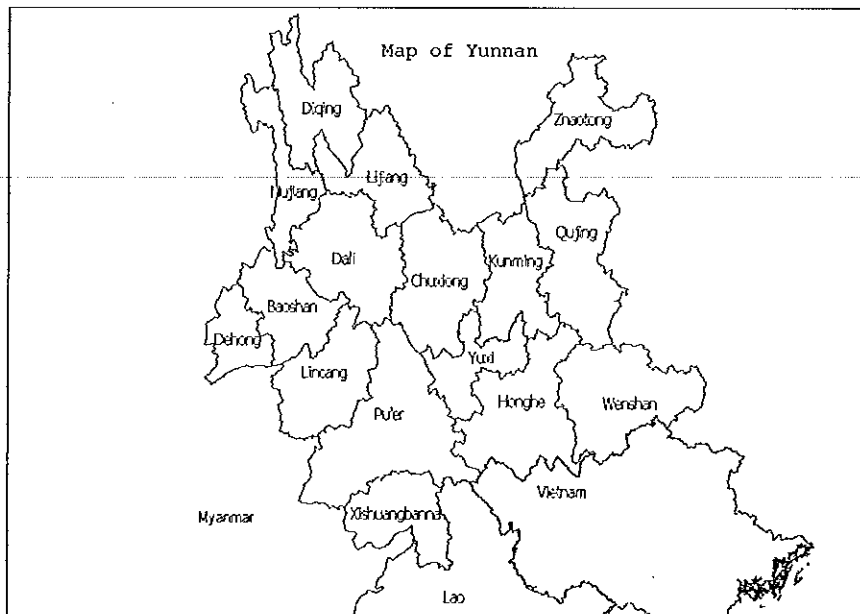 Map of Yunnan
Diqing
Znaotong
Lijiang
Nujiang
Qujing
Dali
Kunming
Chuxiong
Baoshan
Dehong
Yuxi
Lincang
Honghe
Wenshan
Pu'er
Vietnam
Xishuangbanna
Myanmar
Lao